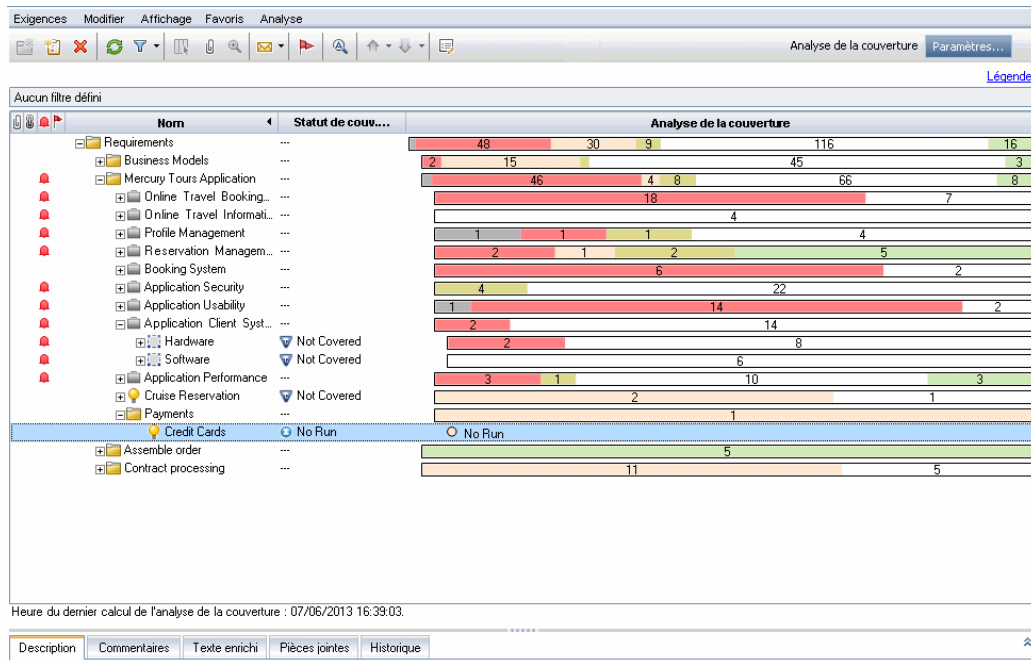 Exigences Modifier Affichage Favoris Analyse
Analyse de la couverture Paramètres...
Légende
Aucun filtre défini
Nom Statut de couv.... Analyse de la couverture
Requirements --- 48 30 9 116 16
Business Models --- 2 15 45 3
Mercury Tours Application --- 46 4 8 66 8
Online Travel Booking... --- 18 7
Online Travel Informati... --- 4
Profile Management --- 1 1 1 4
Reservation Managem... --- 2 1 2 5
Booking System --- 6 2
Application Security --- 4 22
Application Usability --- 1 14 2
Application Client Syst... --- 2 14
Hardware Not Covered 2 8
Software Not Covered 6
Application Performance --- 3 1 10 3
Cruise Reservation Not Covered 2 1
Payments --- 1
Credit Cards No Run No Run
Assemble order --- 5
Contract processing --- 11 5
Heure du dernier calcul de l'analyse de la couverture : 07/06/2013 16:39:03.
Description Commentaires Texte enrichi Pièces jointes Historique